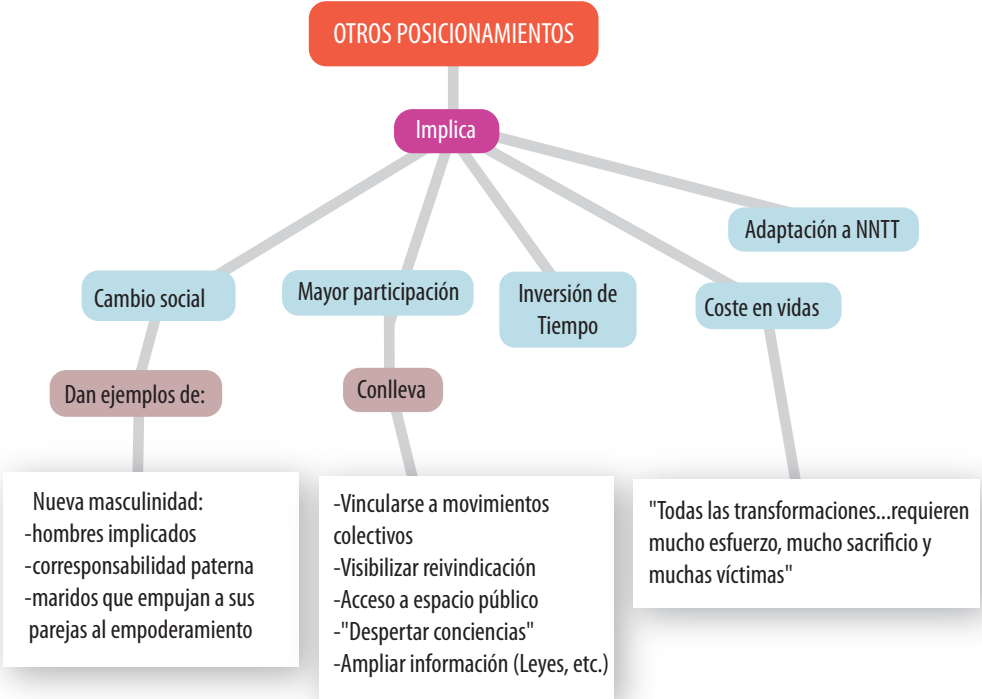 OTROS POSICIONAMIENTOS
Implica
Adaptación a NNTT
Cambio social
Mayor participación
Inversión de
Tiempo
Coste en vidas
Dan ejemplos de:
Conlleva
Nueva masculinidad:
-hombres implicados
-corresponsabilidad paterna
-maridos que empujan a sus
parejas al empoderamiento
-Vincularse a movimientos
colectivos
-Visibilizar reivindicación
-Acceso a espacio público
-"Despertar conciencias"
-Ampliar información (Leyes, etc.)
"Todas las transformaciones...requieren
mucho esfuerzo, mucho sacrificio y
muchas víctimas"